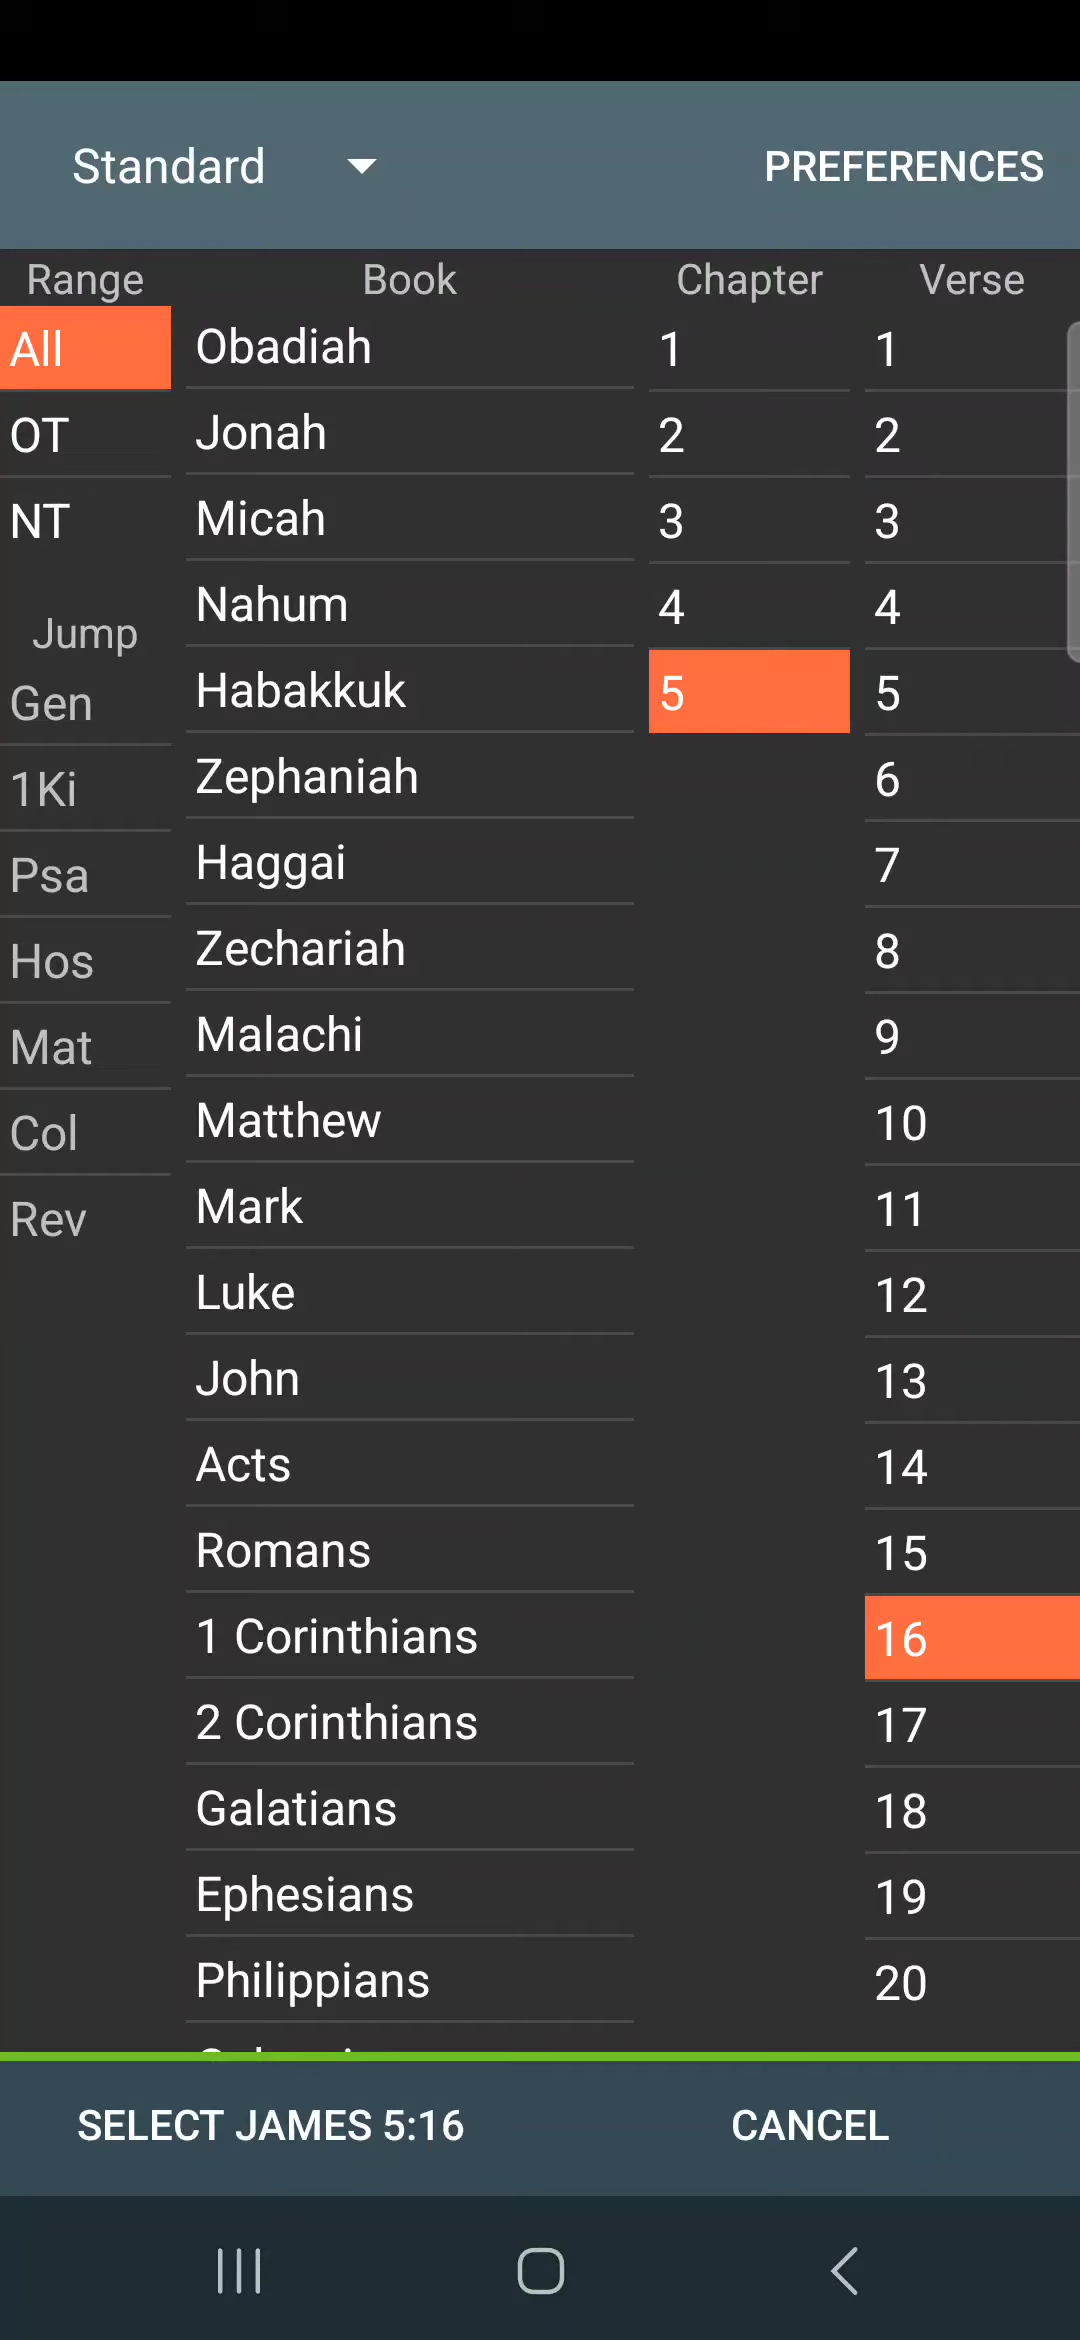 Standard PREFERENCES
Range Book Chapter Verse
All Obadiah 1 1
OT Jonah 2 2
NT Micah 3 3
Nahum 4 4
Jump
Gen Habakkuk 5 5
1Ki Zephaniah 6
Psa Haggai 7
Hos Zechariah 8
Mat Malachi 9
Col Matthew 10
Rev Mark 11
Luke 12
John 13
Acts 14
Romans 15
1 Corinthians 16
2 Corinthians 17
Galatians 18
Ephesians 19
Philippians 20
SELECT JAMES 5:16 CANCEL